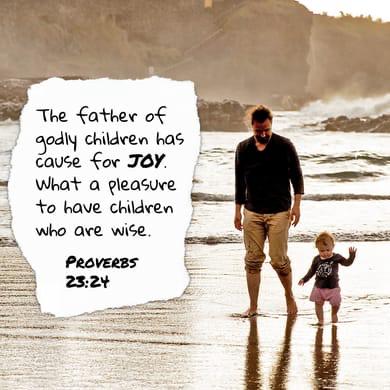 The father of
godly children has
cause for JOY.
What a pleasure
to have children
who are wise.
Proverbs
23:24